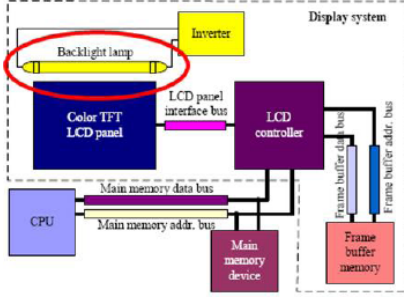 Display system
Inverter
Backlight lamp
Color TFT
LCD panel
LCD panel
interface bus
LCD
controller
Frame buffer data bus
Frame buffer addr. bus
Main memory data bus
CPU
Main memory addr. bus
Main
memory
device
Frame
buffer
memory